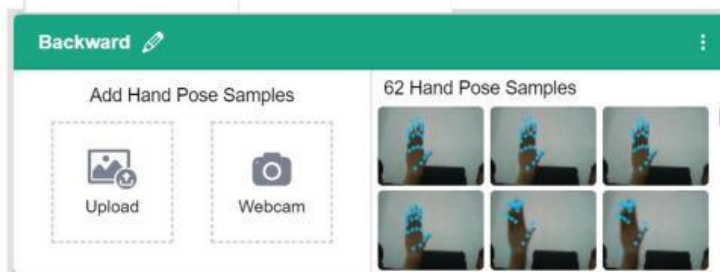 Backward
Add Hand Pose Samples
Upload
Webcam
62 Hand Pose Samples